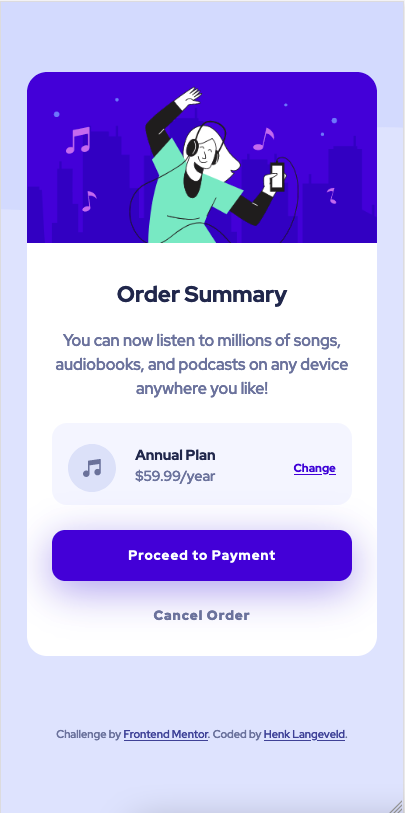 Order Summary
You can now listen to millions of songs,
audiobooks, and podcasts on any device
anywhere you like!
Annual Plan
$59.99/year
Change
Proceed to Payment
Cancel Order
Challenge by Frontend Mentor. Coded by Henk Langeveld.